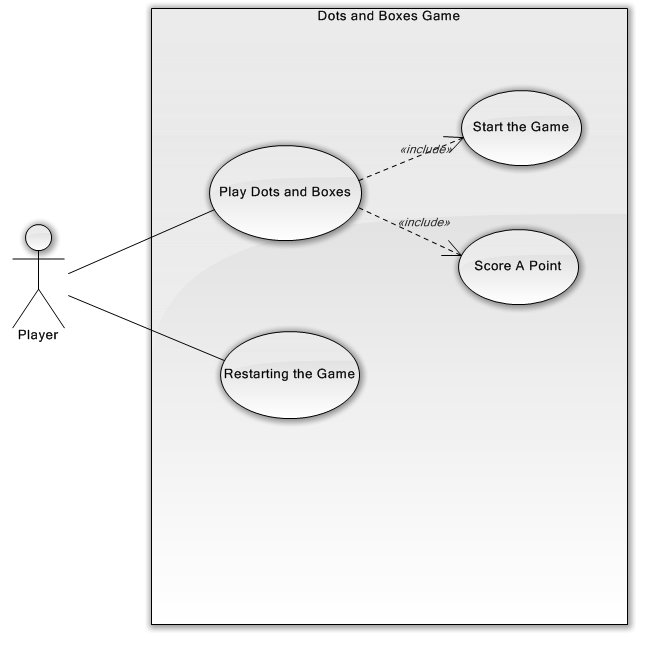 Dots and Boxes Game
Start the Game
«include»
Play Dots and Boxes
«include»
Score A Point
Player
Restarting the Game